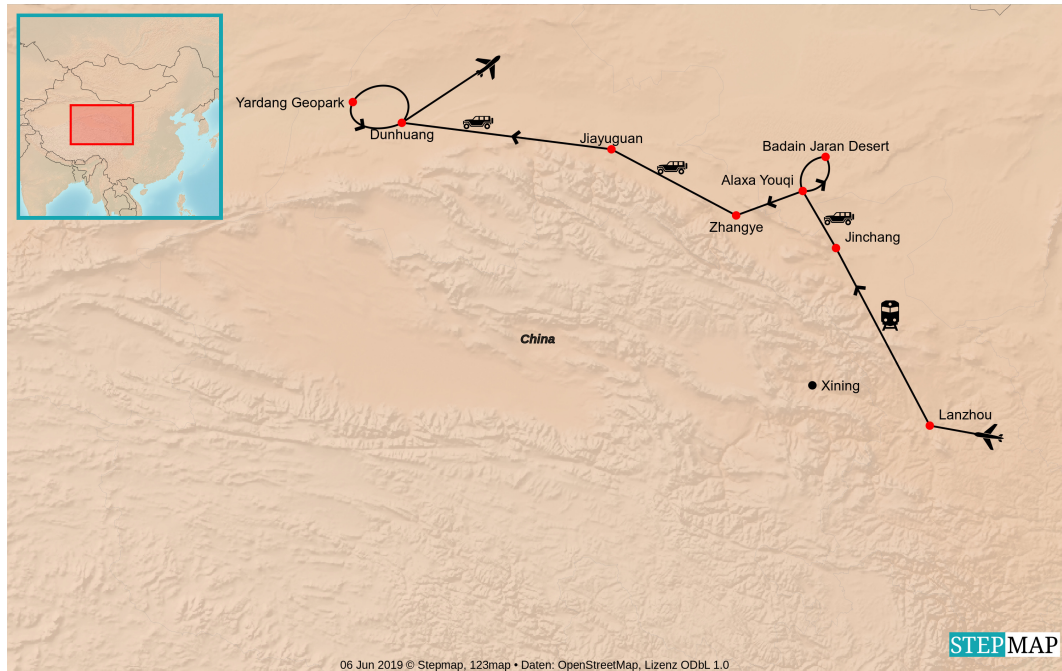 Yardang Geopark
Dunhuang
Jiayuguan
Badain Jaran Desert
Alaxa Youqi
Zhangye
Jinchang
China
Xining
Lanzhou
STEPMAP
06 Jun 2019 © Stepmap, 123map • Daten: OpenStreetMap, Lizenz ODbL 1.0